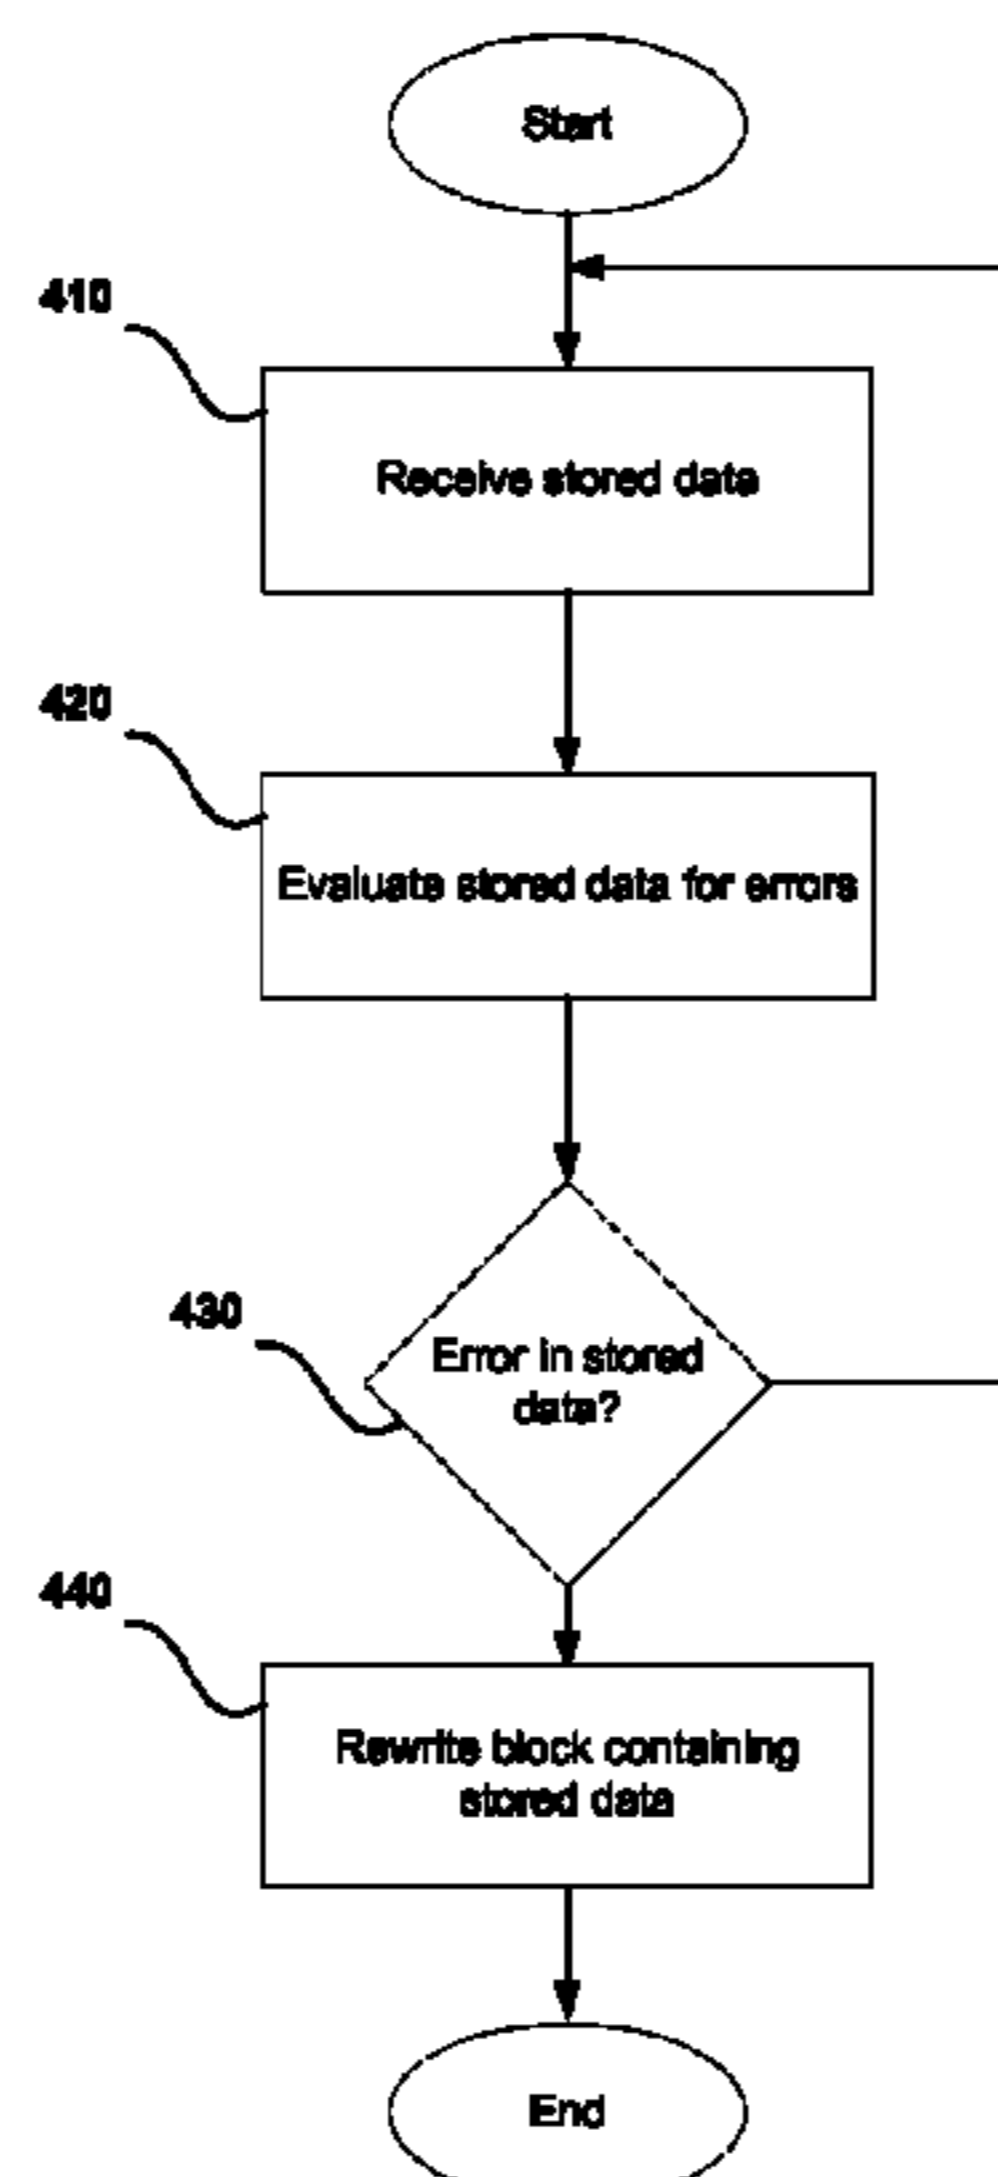 Start
410
Receive stored data
420
Evaluate stored data for errors
430
Error in stored
data?
440
Rewrite block containing
stored data
End